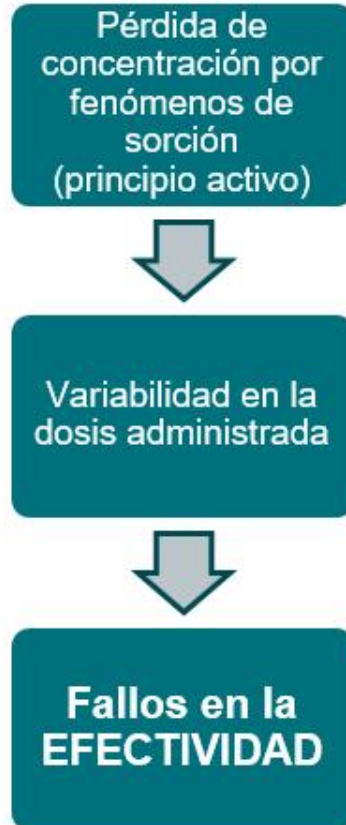 Pérdida de
concentración por
fenómenos de
sorción
(principio activo)
Variabilidad en la
dosis administrada
Fallos en la
EFECTIVIDAD